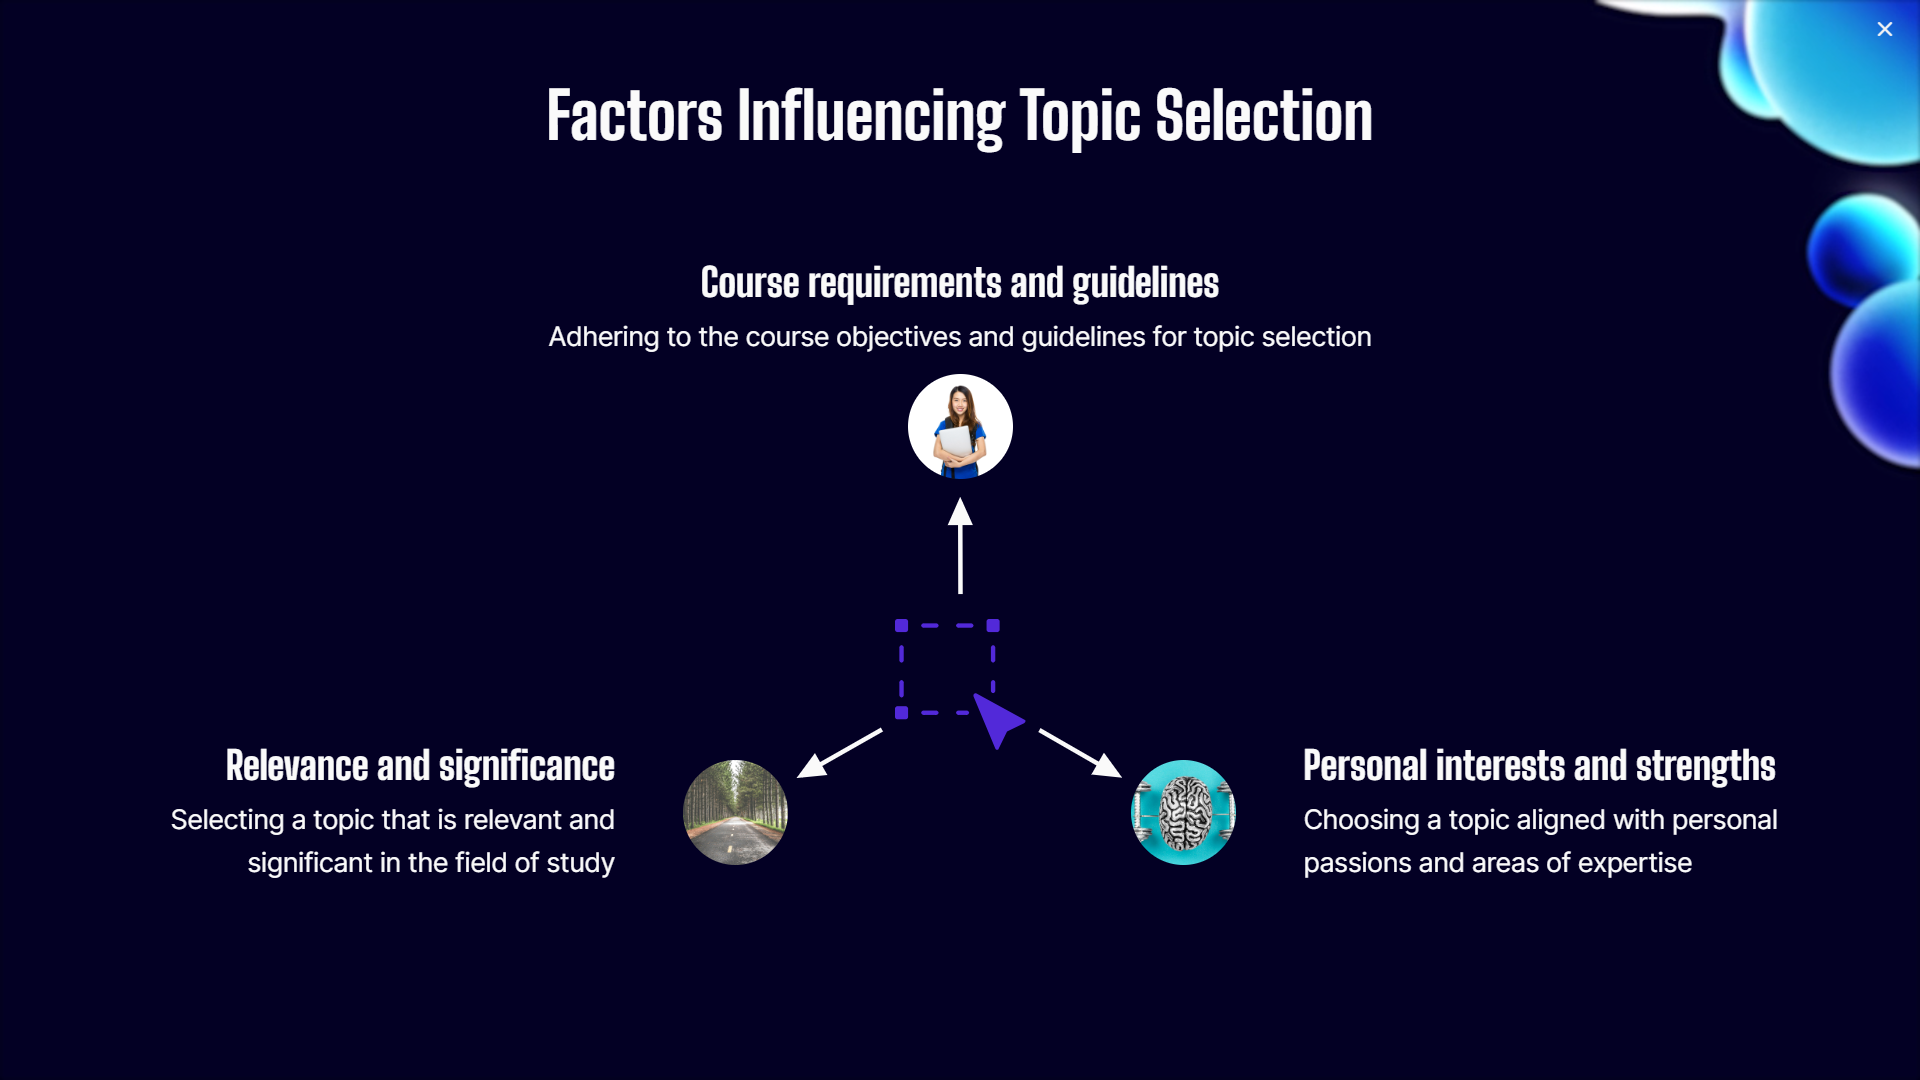 Factors Influencing Topic Selection
Course requirements and guidelines
Adhering to the course objectives and guidelines for topic selection
Relevance and significance
Selecting a topic that is relevant and
significant in the field of study
Personal interests and strengths
Choosing a topic aligned with personal
passions and areas of expertise